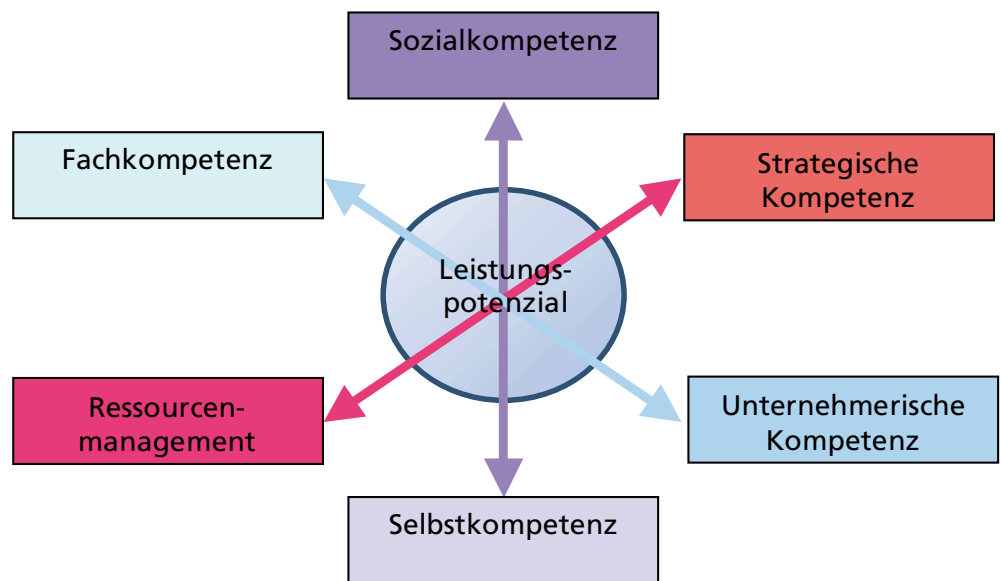 Sozialkompetenz
Fachkompetenz
Strategische
Kompetenz
Leistungs-
potenzial
Ressourcen-
management
Unternehmerische
Kompetenz
Selbstkompetenz